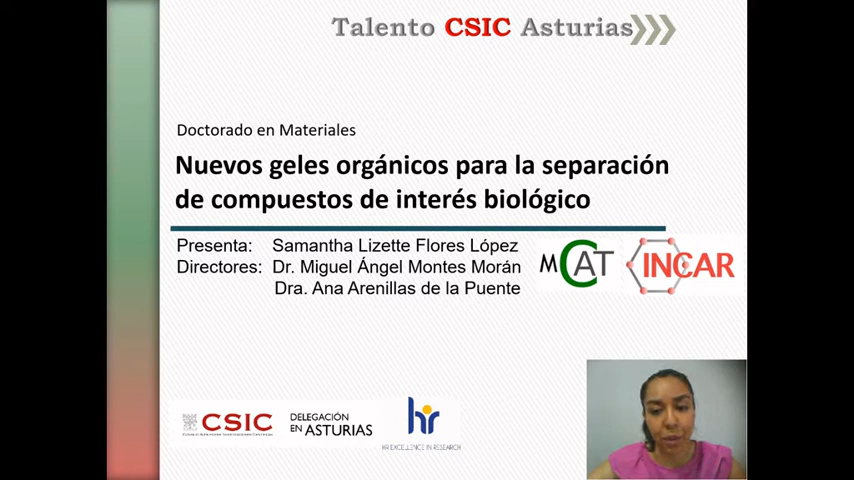 Talento CSIC Asturias
Doctorado en Materiales
Nuevos geles orgánicos para la separación
de compuestos de interés biológico
Presenta: Samantha Lizette Flores López
Directores: Dr. Miguel Ángel Montes Morán
Dra. Ana Arenillas de la Puente
MCAT
INCAR
CSIC
DELEGACIÓN
EN ASTURIAS
hr
HR EXCELLENCE IN RESEARCH